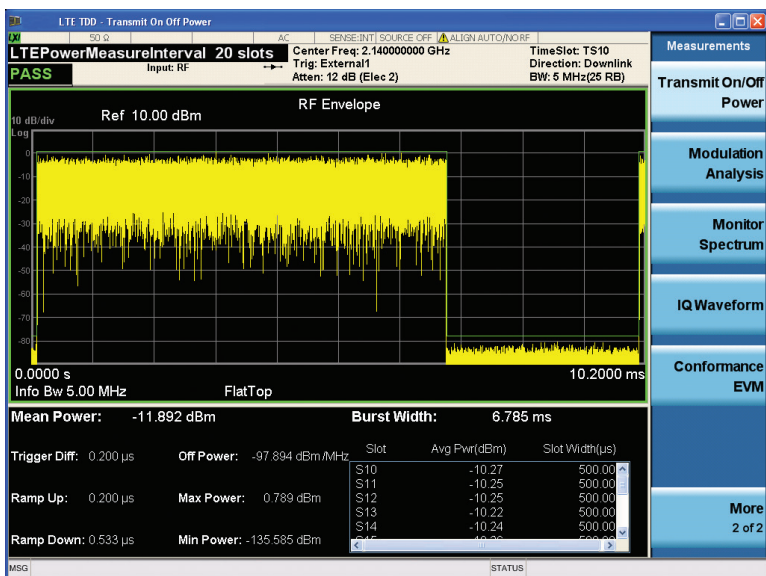 LTE TDD - Transmit On Off Power
LXI 50 Ω AC SENSE:INT SOURCE OFF ALIGN AUTO/NO RF
LTEPowerMeasureInterval 20 slots
PASS
Input: RF
Center Freq: 2.140000000 GHz
Trig: External1
Atten: 12 dB (Elec 2)
TimeSlot: TS10
Direction: Downlink
BW: 5 MHz(25 RB)
RF Envelope
10 dB/div Ref 10.00 dBm
Log
0
-10
-20
-30
-40
-50
-60
-70
-80
0.0000 s 10.2000 ms
Info Bw 5.00 MHz FlatTop
Mean Power: -11.892 dBm Burst Width: 6.785 ms
Trigger Diff: 0.200 µs Off Power: -97.894 dBm/MHz
Ramp Up: 0.200 µs Max Power: 0.789 dBm
Ramp Down: 0.533 µs Min Power: -135.585 dBm
Slot Avg Pwr(dBm) Slot Width(µs)
S10 -10.27 500.00
S11 -10.25 500.00
S12 -10.25 500.00
S13 -10.22 500.00
S14 -10.24 500.00
MSG STATUS
Measurements
Transmit On/Off
Power
Modulation
Analysis
Monitor
Spectrum
IQ Waveform
Conformance
EVM
More
2 of 2